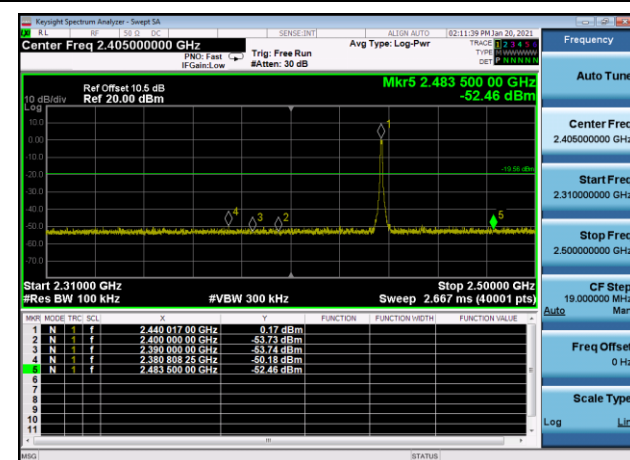 Keysight Spectrum Analyzer - Swept SA
RL RF 50 Ω DC SENSE:INT ALIGN AUTO 02:11:39 PM Jan 20, 2021
Center Freq 2.405000000 GHz Avg Type: Log-Pwr TRACE 1 2 3 4 5 6
PNO: Fast Trig: Free Run TYPE M WWWWW
IFGain:Low #Atten: 30 dB DET P N N N N N
Mkr5 2.483 500 00 GHz
-52.46 dBm
Ref Offset 10.5 dB
10 dB/div Ref 20.00 dBm
Log
10.0
0.00
-10.0
-20.0
-30.0
-40.0
-50.0
-60.0
-70.0
1
-19.56 dBm
4 3 2 5
Start 2.31000 GHz Stop 2.50000 GHz
#Res BW 100 kHz #VBW 300 kHz Sweep 2.667 ms (40001 pts)
MKR MODE TRC SCL X Y FUNCTION FUNCTION WIDTH FUNCTION VALUE
1 N 1 f 2.440 017 00 GHz 0.17 dBm
2 N 1 f 2.400 000 00 GHz -53.73 dBm
3 N 1 f 2.390 000 00 GHz -53.74 dBm
4 N 1 f 2.380 808 25 GHz -50.18 dBm
5 N 1 f 2.483 500 00 GHz -52.46 dBm
6
7
8
9
10
11
MSG STATUS
Frequency
Auto Tune
Center Freq
2.405000000 GHz
Start Freq
2.310000000 GHz
Stop Freq
2.500000000 GHz
CF Step
19.000000 MHz
Auto Man
Freq Offset
0 Hz
Scale Type
Log Lin